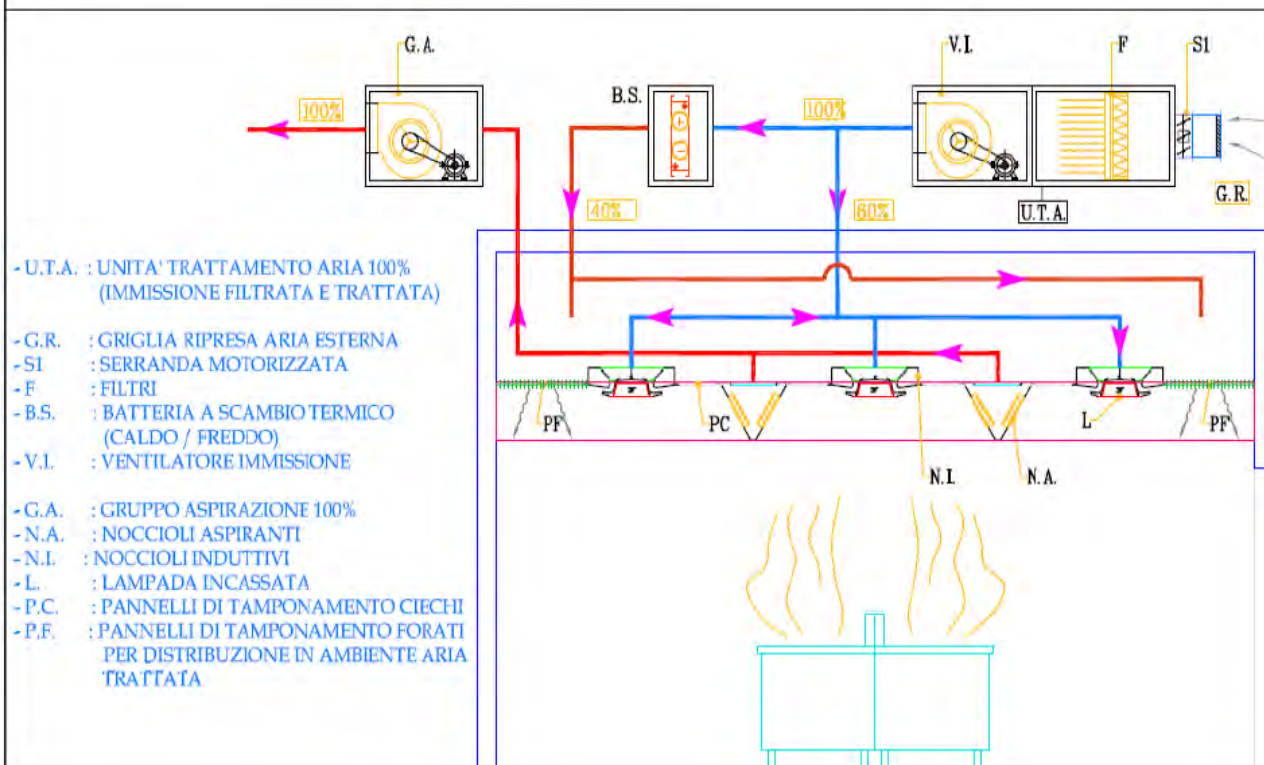 G.A.
V.I.
F
S1
B.S.
100%
100%
G.R.
U.T.A.
40%
60%
- U.T.A. : UNITA' TRATTAMENTO ARIA 100%
(IMMISSIONE FILTRATA E TRATTATA)
- G.R. : GRIGLIA RIPRESA ARIA ESTERNA
- S1 : SERRANDA MOTORIZZATA
- F : FILTRI
- B.S. : BATTERIA A SCAMBIO TERMICO
(CALDO / FREDDO)
- V.I. : VENTILATORE IMMISSIONE
- G.A. : GRUPPO ASPIRAZIONE 100%
- N.A. : NOCCIOLI ASPIRANTI
- N.I. : NOCCIOLI INDUTTIVI
- L. : LAMPADA INCASSATA
- P.C. : PANNELLI DI TAMPONAMENTO CIECHI
- P.F. : PANNELLI DI TAMPONAMENTO FORATI
PER DISTRIBUZIONE IN AMBIENTE ARIA
TRATTATA
PF
PC
L
PF
N.I.
N.A.